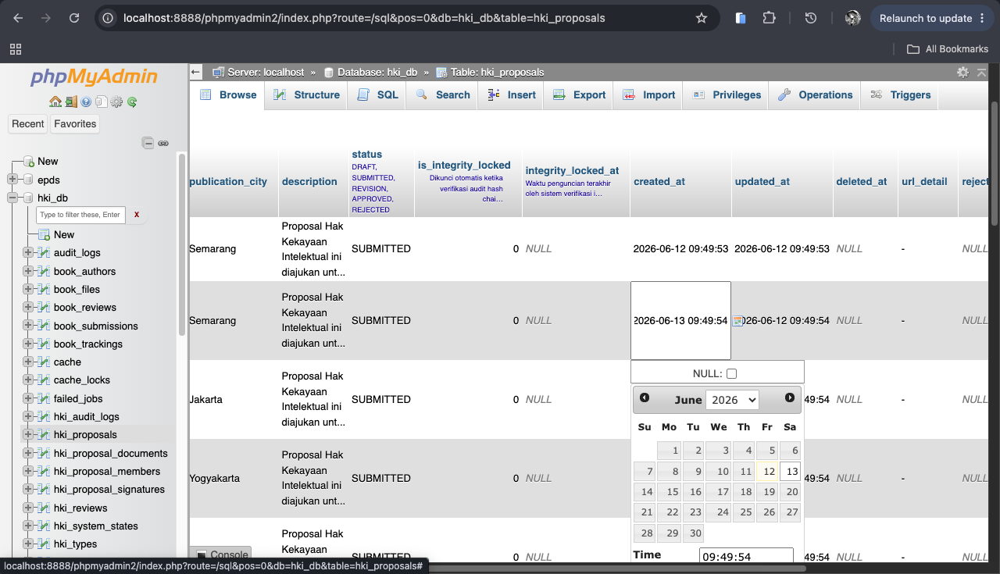 localhost:8888/phpmyadmin2/index.php?route=/sql&pos=0&db=hki_db&table=hki_proposals
Relaunch to update
All Bookmarks
phpMyAdmin
Recent
Favorites
New
epds
hki_db
Type to filter these, Enter
X
New
audit_logs
book_authors
book_files
book_reviews
book_submissions
book_trackings
cache
cache_locks
failed_jobs
hki_audit_logs
hki_proposals
hki_proposal_documents
hki_proposal_members
hki_proposal_signatures
hki_reviews
hki_system_states
hki_types
Server: localhost » Database: hki_db » Table: hki_proposals
Browse Structure SQL Search Insert Export Import Privileges Operations Triggers
publication_city
description
status
DRAFT,
SUBMITTED,
REVISION,
APPROVED,
REJECTED
is_integrity_locked
Dikunci otomatis ketika
verifikasi audit hash
chai...
integrity_locked_at
Waktu penguncian terakhir
oleh sistem verifikasi i...
created_at
updated_at
deleted_at
url_detail
reject
Semarang
Proposal Hak
Kekayaan
Intelektual ini
diajukan unt...
SUBMITTED
0
NULL
2026-06-12 09:49:53
2026-06-12 09:49:53
NULL
-
NULL
Semarang
Proposal Hak
Kekayaan
Intelektual ini
diajukan unt...
SUBMITTED
0
NULL
2026-06-13 09:49:54
026-06-12 09:49:54
NULL
-
NULL
Jakarta
Proposal Hak
Kekayaan
Intelektual ini
diajukan unt...
SUBMITTED
0
NULL
49:54
NULL
-
NULL
Yogyakarta
Proposal Hak
Kekayaan
Intelektual ini
diajukan unt...
SUBMITTED
0
NULL
49:54
NULL
-
NULL
Proposal Hak
Kekayaan
SUBMITTED
0
NULL
49:54
NULL
-
NULL
NULL:
June 2026
Su Mo Tu We Th Fr Sa
1 2 3 4 5 6
7 8 9 10 11 12 13
14 15 16 17 18 19 20
21 22 23 24 25 26 27
28 29 30
Time 09:49:54
Console
localhost:8888/phpmyadmin2/index.php?route=/sql&pos=0&db=hki_db&table=hki_proposals#